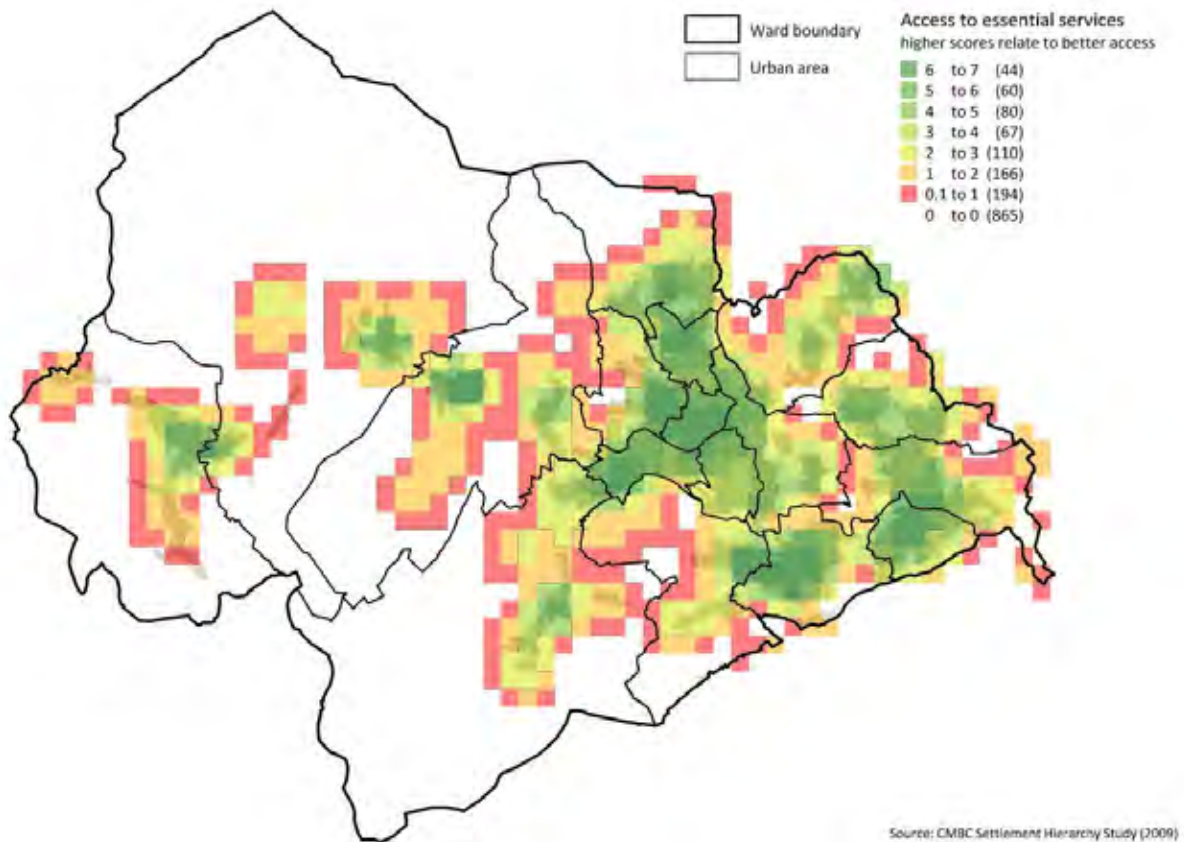 Ward boundary
Urban area
Access to essential services
higher scores relate to better access
6 to 7 (44)
5 to 6 (60)
4 to 5 (80)
3 to 4 (67)
2 to 3 (110)
1 to 2 (166)
0.1 to 1 (194)
0 to 0 (865)
Source: CMBC Settlement Hierarchy Study (2009)